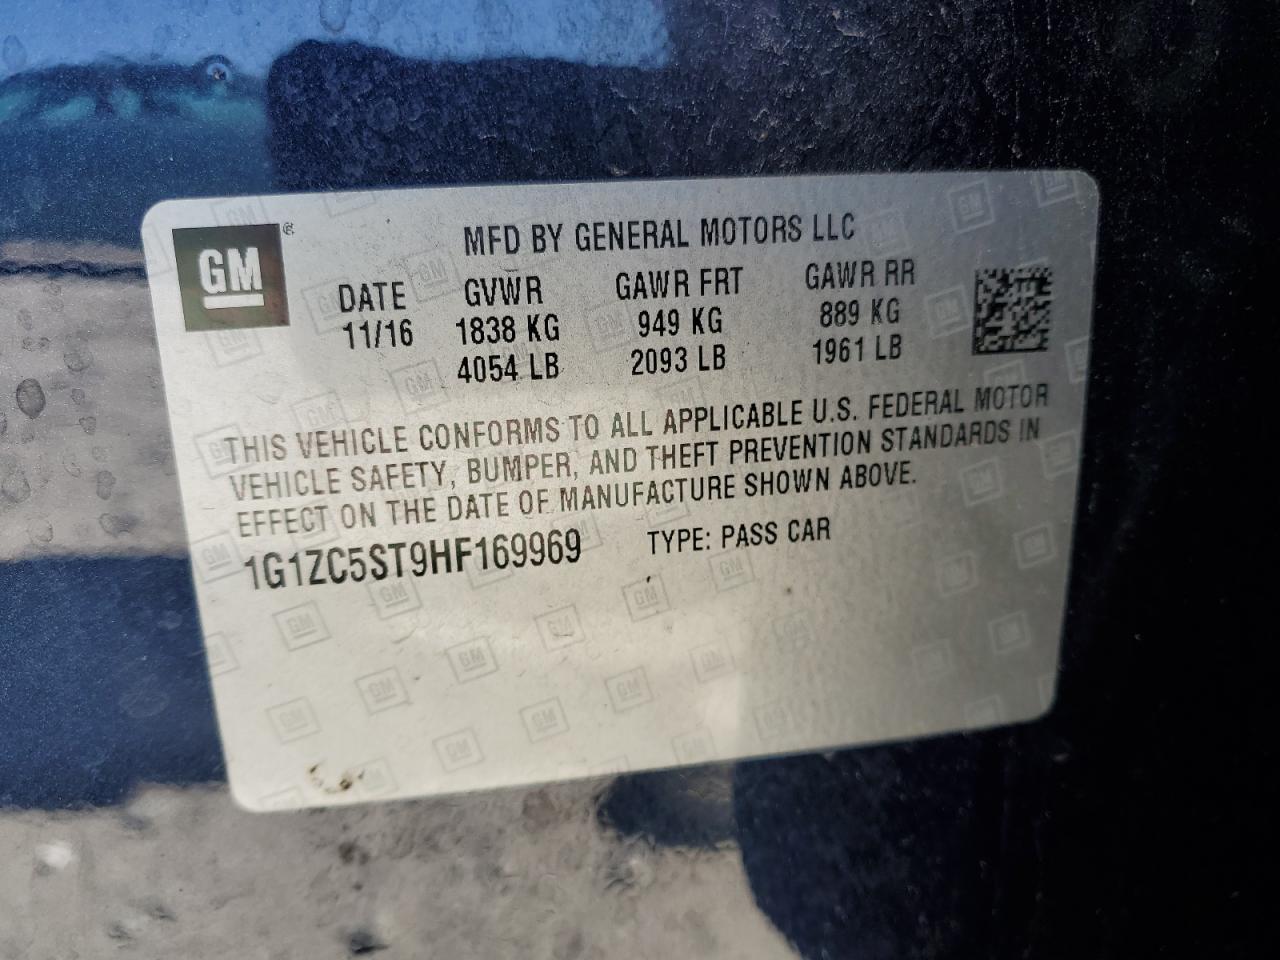 GM®
MFD BY GENERAL MOTORS LLC
DATE GVWR GAWR FRT GAWR RR
11/16 1838 KG 949 KG 889 KG
4054 LB 2093 LB 1961 LB
THIS VEHICLE CONFORMS TO ALL APPLICABLE U.S. FEDERAL MOTOR
VEHICLE SAFETY, BUMPER, AND THEFT PREVENTION STANDARDS IN
EFFECT ON THE DATE OF MANUFACTURE SHOWN ABOVE.
1G1ZC5ST9HF169969 TYPE: PASS CAR